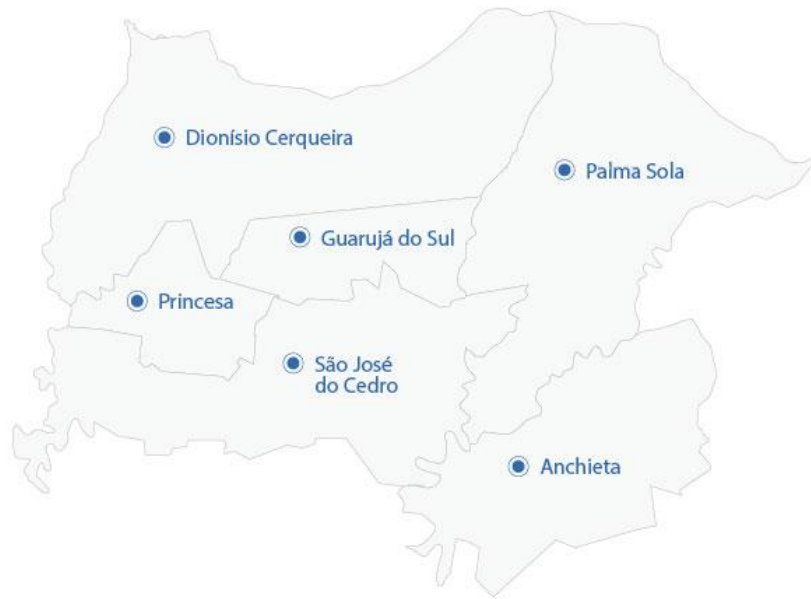 Dionísio Cerqueira
Palma Sola
Guarujá do Sul
Princesa
São José
do Cedro
Anchieta